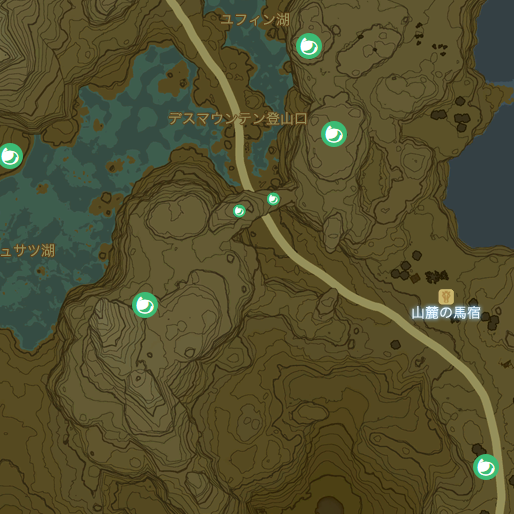 ユフィン湖
デスマウンテン登山口
ュサツ湖
山麓の馬宿